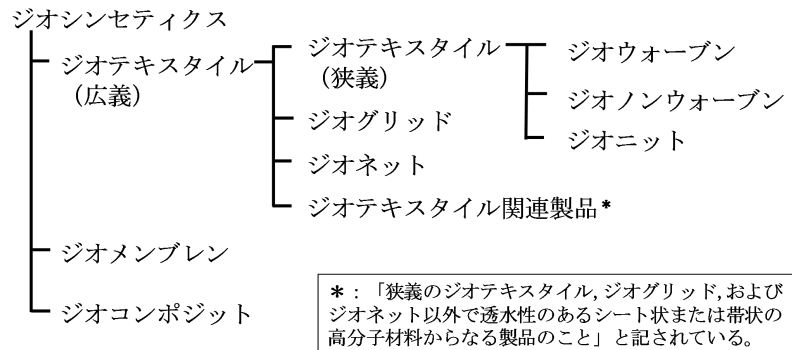 ジオシンセティクス
ジオテキスタイル
（広義）
ジオテキスタイル
（狭義）
ジオウォーブン
ジオノンウォーブン
ジオニット
ジオグリッド
ジオネット
ジオテキスタイル関連製品*
ジオメンブレン
ジオコンポジット
*：「狭義のジオテキスタイル,ジオグリッド,および
ジオネット以外で透水性のあるシート状または帯状の
高分子材料からなる製品のこと」と記されている。